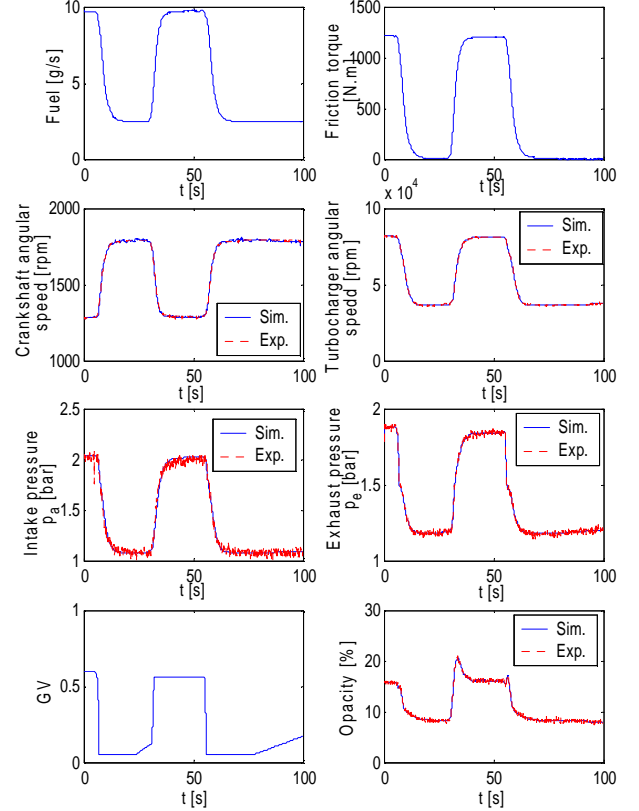 10
5
0
Fuel [g/s]
0 50 100
t [s]
1500
1000
500
0
Friction torque
[N.m]
0 50 100
t [s]
2000
1500
1000
Crankshaft angular
speed [rpm]
Sim.
Exp.
0 50 100
t [s]
x 10^4
10
5
0
Turbocharger angular
spedd [rpm]
Sim.
Exp.
0 50 100
t [s]
2.5
2
1.5
1
Intake pressure
p_a [bar]
Sim.
Exp.
0 50 100
t [s]
2
1.5
1
Exhaust pressure
p_e [bar]
Sim.
Exp.
0 50 100
t [s]
1
0.5
0
GV
0 50 100
t [s]
30
20
10
0
Opacity [%]
Sim.
Exp.
0 50 100
t [s]